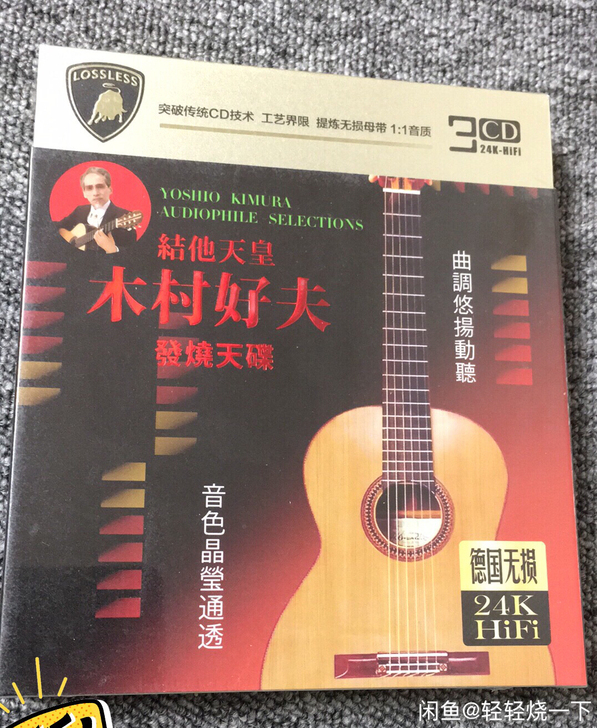 LOSSLESS
突破传统CD技术 工艺界限 提炼无损母带 1:1音质
3CD
24K-HiFi
YOSHIO KIMURA
AUDIOPHILE SELECTIONS
結他天皇
木村好夫
發燒天碟
曲調悠揚動聽
音色晶瑩通透
德国无损
24K
HiFi
闲鱼@轻轻烧一下